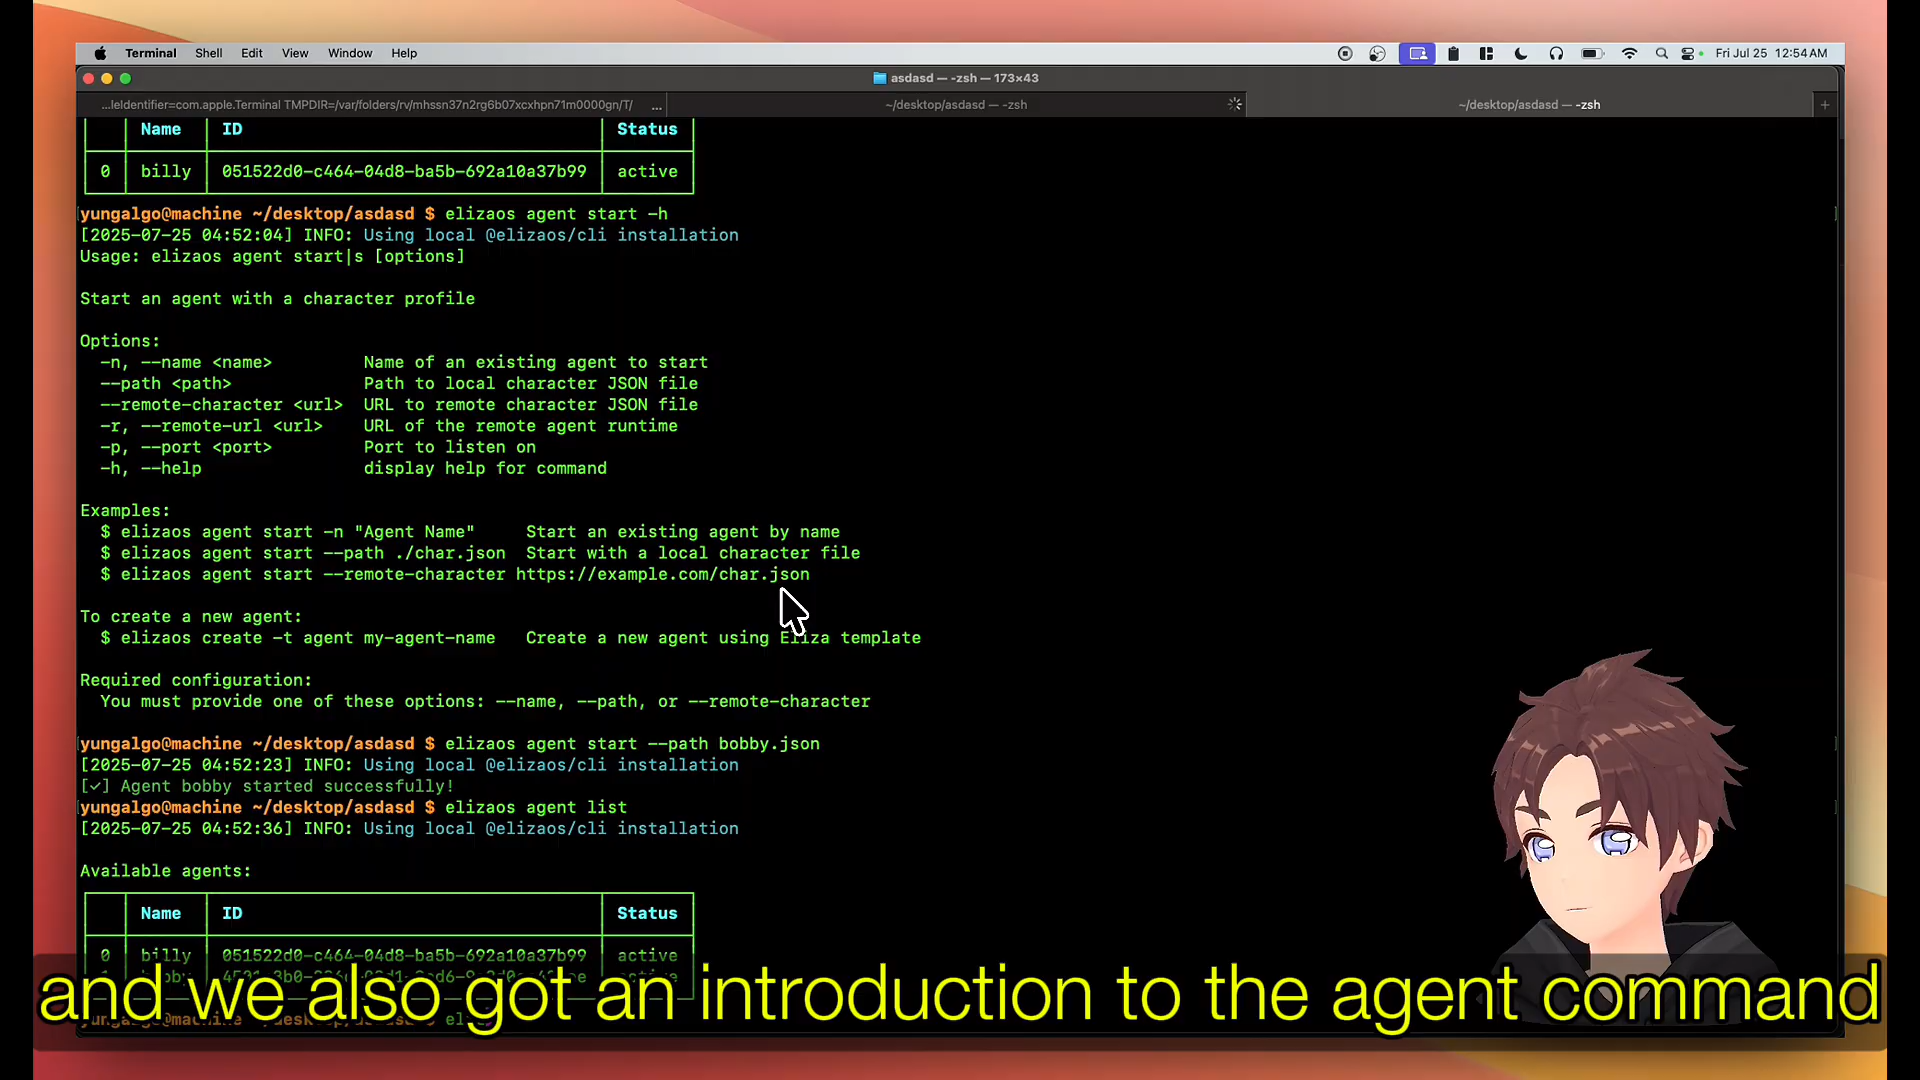 Terminal Shell Edit View Window Help Fri Jul 25 12:54AM
asdasd — -zsh — 173×43
...leIdentifier=com.apple.Terminal TMPDIR=/var/folders/rv/mhssn37n2rg6b07xcxhpn71m0000gn/T/ ... ~/desktop/asdasd — -zsh ~/desktop/asdasd — -zsh
Name ID Status
0 billy 051522d0-c464-04d8-ba5b-692a10a37b99 active
yungalgo@machine ~/desktop/asdasd $ elizaos agent start -h
[2025-07-25 04:52:04] INFO: Using local @elizaos/cli installation
Usage: elizaos agent start|s [options]
Start an agent with a character profile
Options:
-n, --name <name> Name of an existing agent to start
--path <path> Path to local character JSON file
--remote-character <url> URL to remote character JSON file
-r, --remote-url <url> URL of the remote agent runtime
-p, --port <port> Port to listen on
-h, --help display help for command
Examples:
$ elizaos agent start -n "Agent Name" Start an existing agent by name
$ elizaos agent start --path ./char.json Start with a local character file
$ elizaos agent start --remote-character https://example.com/char.json
To create a new agent:
$ elizaos create -t agent my-agent-name Create a new agent using Eliza template
Required configuration:
You must provide one of these options: --name, --path, or --remote-character
yungalgo@machine ~/desktop/asdasd $ elizaos agent start --path bobby.json
[2025-07-25 04:52:23] INFO: Using local @elizaos/cli installation
[✓] Agent bobby started successfully!
yungalgo@machine ~/desktop/asdasd $ elizaos agent list
[2025-07-25 04:52:36] INFO: Using local @elizaos/cli installation
Available agents:
Name ID Status
0 billy 051522d0-c464-04d8-ba5b-692a10a37b99 active
and we also got an introduction to the agent command